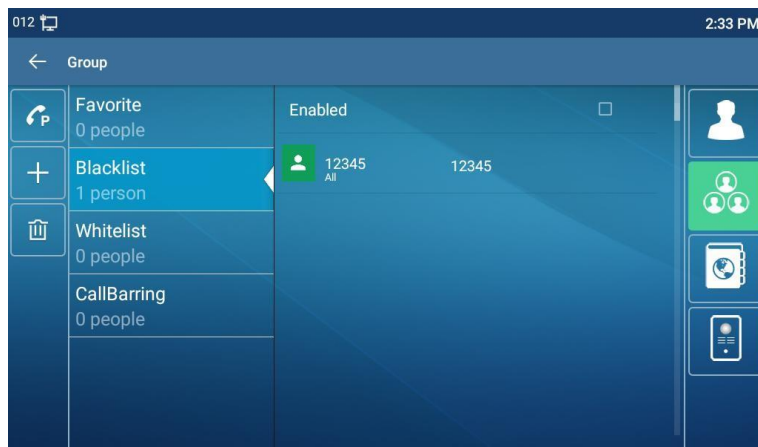 012
2:33 PM
Group
P
Favorite
0 people
Blacklist
1 person
Whitelist
0 people
CallBarring
0 people
Enabled
12345 12345
All